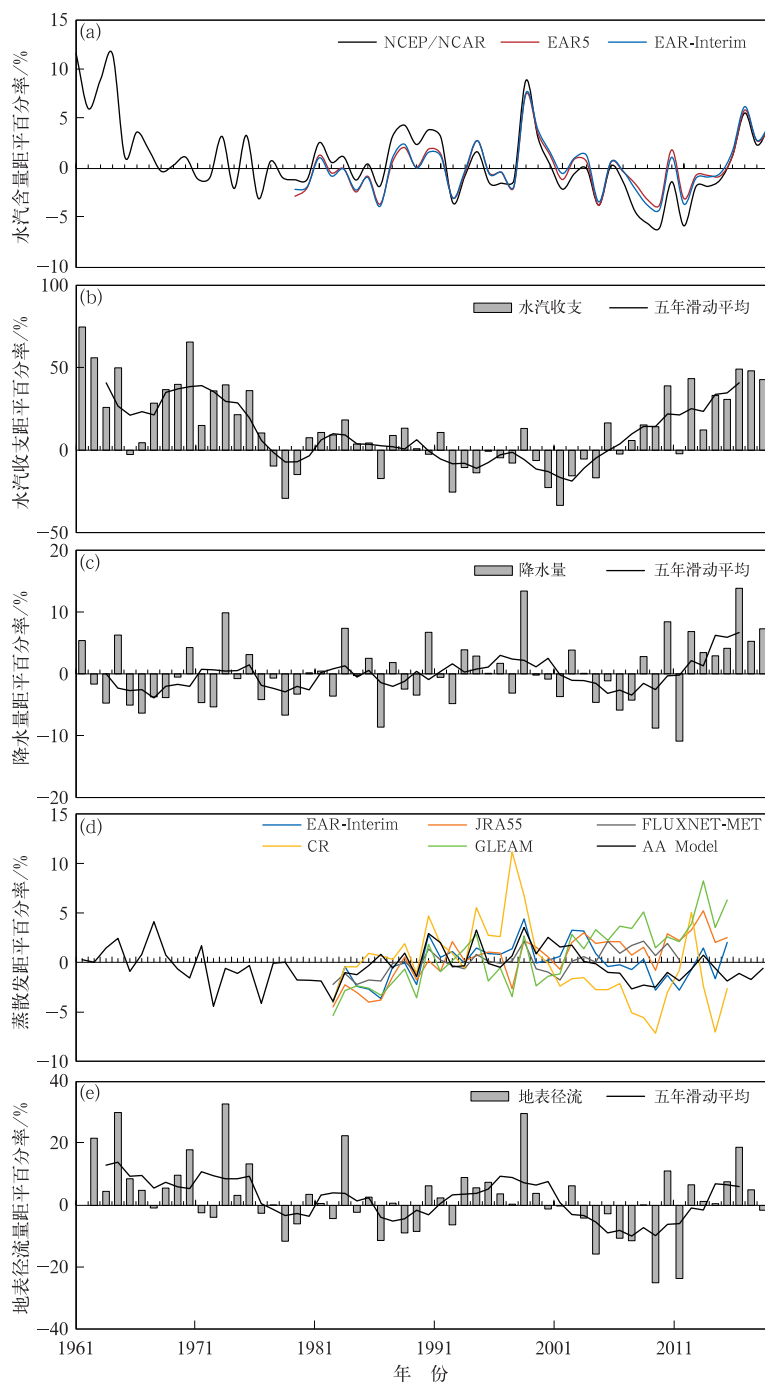 水汽含量距平百分率/%
15
10
5
0
−5
−10
(a)
NCEP/NCAR
EAR5
EAR-Interim
水汽收支距平百分率/%
100
50
0
−50
(b)
水汽收支
五年滑动平均
降水量距平百分率/%
20
10
0
−10
−20
(c)
降水量
五年滑动平均
蒸散发距平百分率/%
15
10
5
0
−5
−10
(d)
EAR-Interim
JRA55
FLUXNET-MET
CR
GLEAM
AA Model
地表径流量距平百分率/%
40
20
0
−20
−40
(e)
地表径流
五年滑动平均
1961
1971
1981
1991
2001
2011
年 份